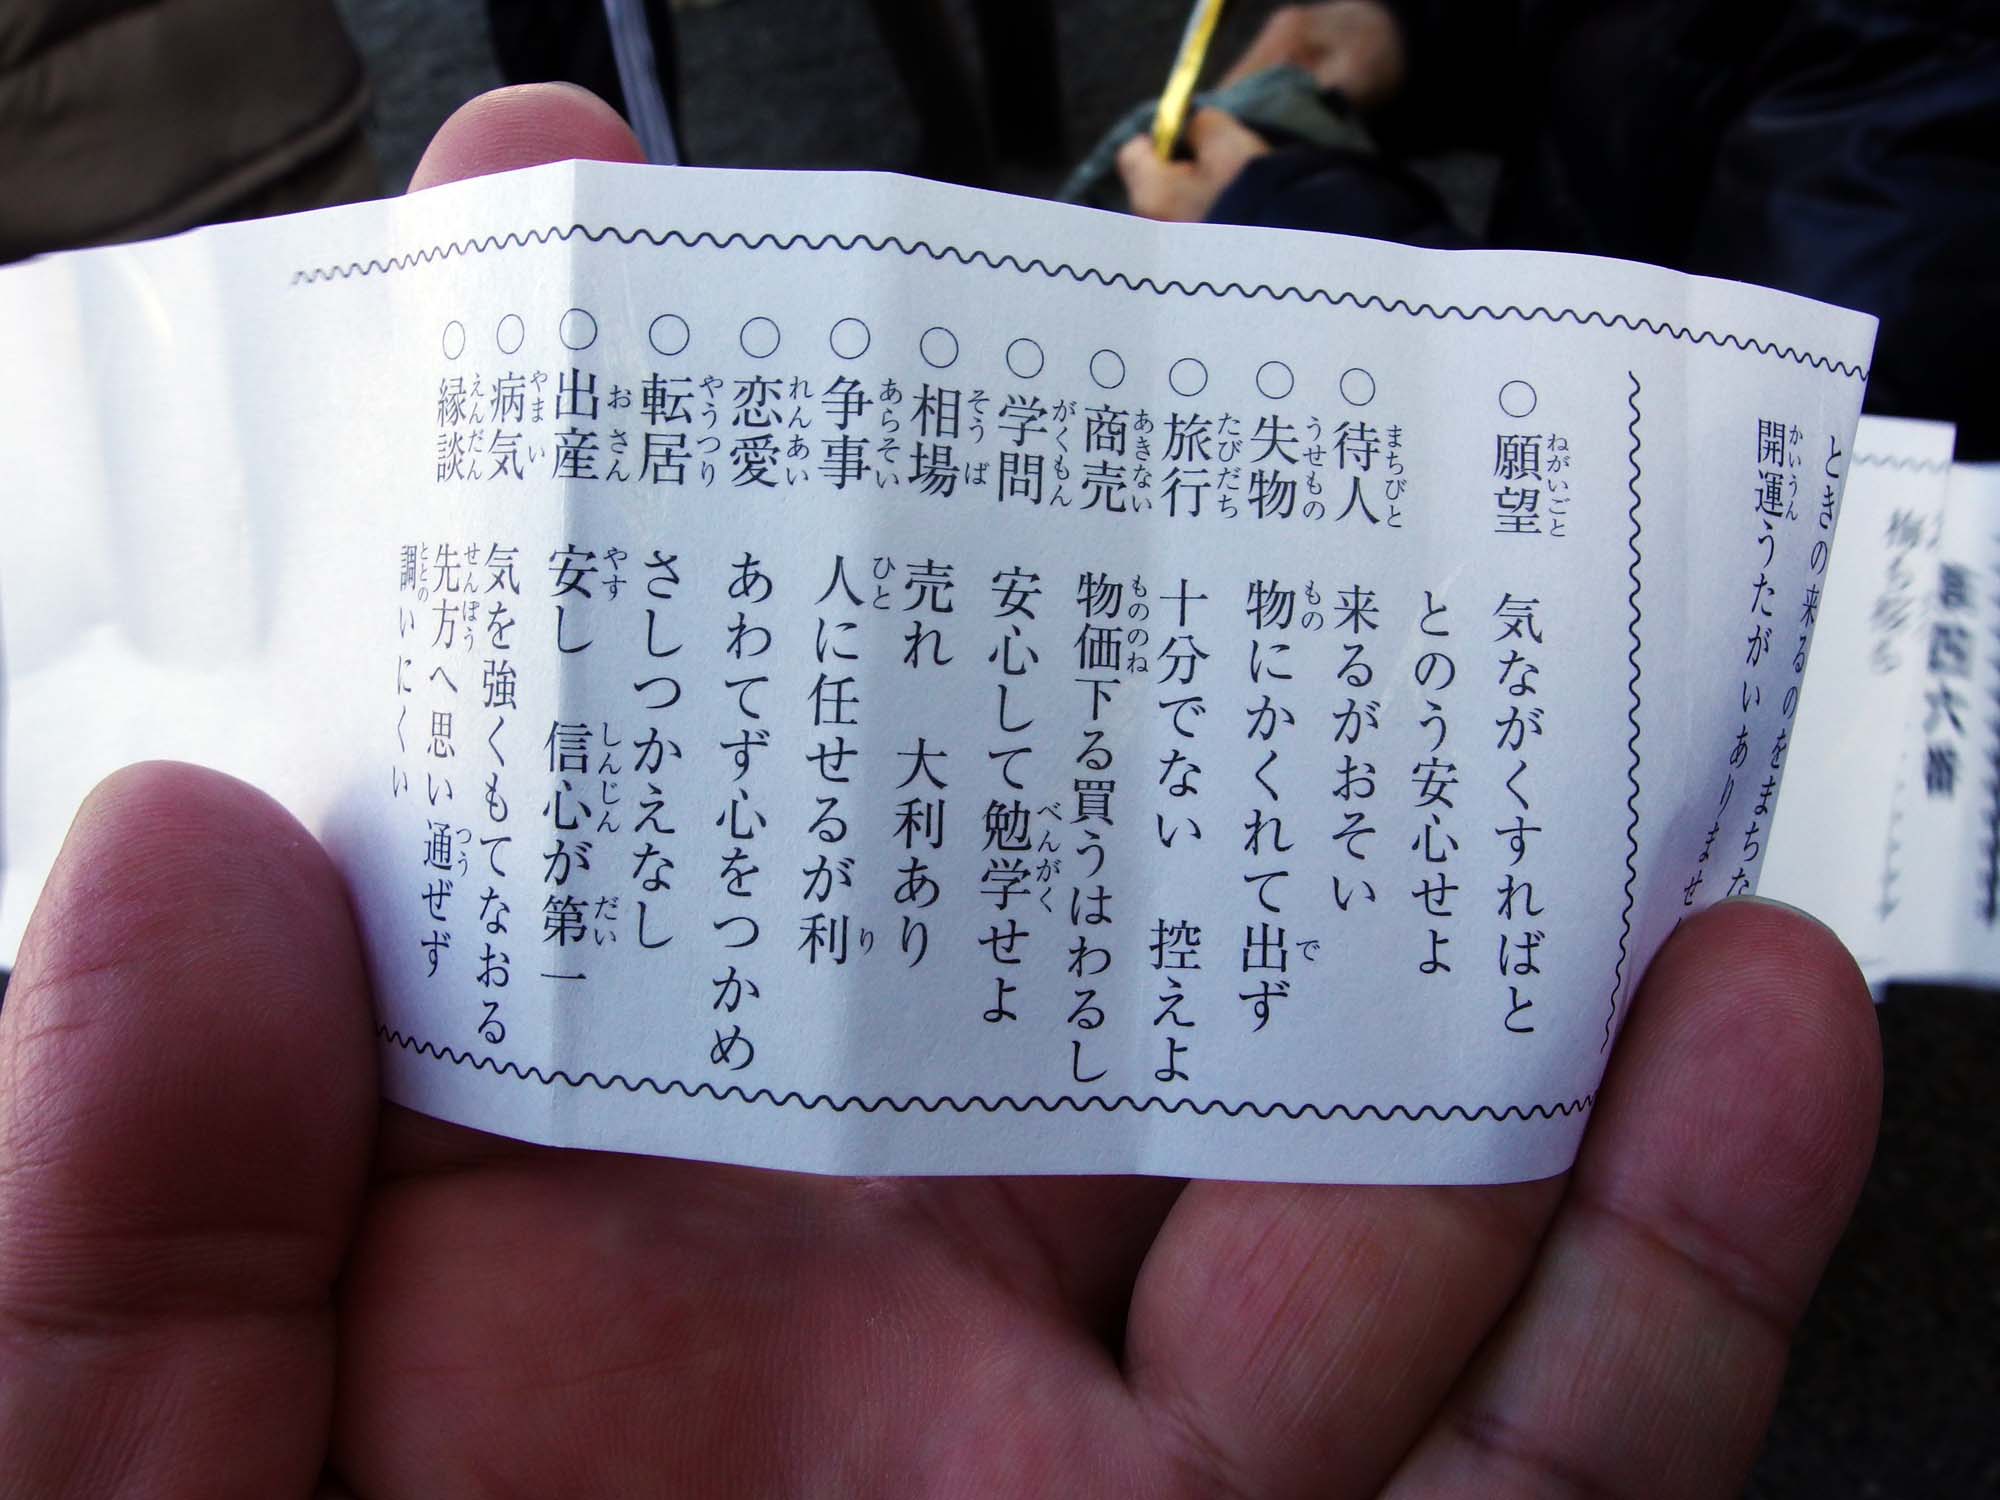 ときの来るのをまちな
開運うたがいありませ
○願望 気ながくすればと
とのう安心せよ
○待人 来るがおそい
○失物 物にかくれて出ず
○旅行 十分でない 控えよ
○商売 物価下る買うはわるし
○学問 安心して勉学せよ
○相場 売れ 大利あり
○争事 人に任せるが利
○恋愛 あわてず心をつかめ
○転居 さしつかえなし
○出産 安し 信心が第一
○病気 気を強くもてなおる
○縁談 先方へ思い通ぜず
調いにくい